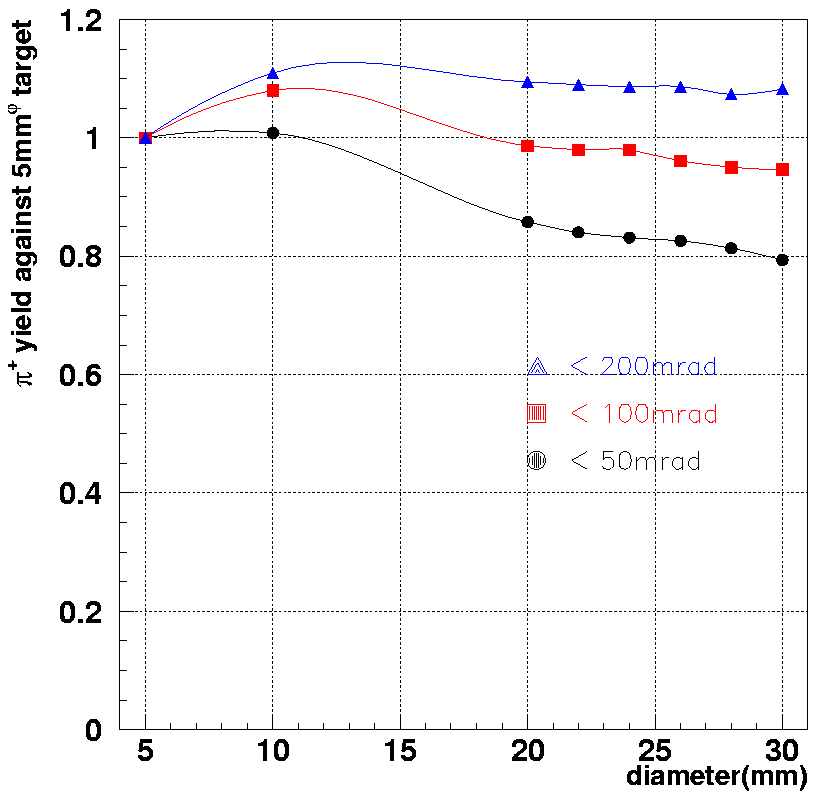 π+ yield against 5mmφ target
1.2
1
0.8
0.6
0.4
0.2
0
< 200mrad
< 100mrad
< 50mrad
5 10 15 20 25 30
diameter(mm)